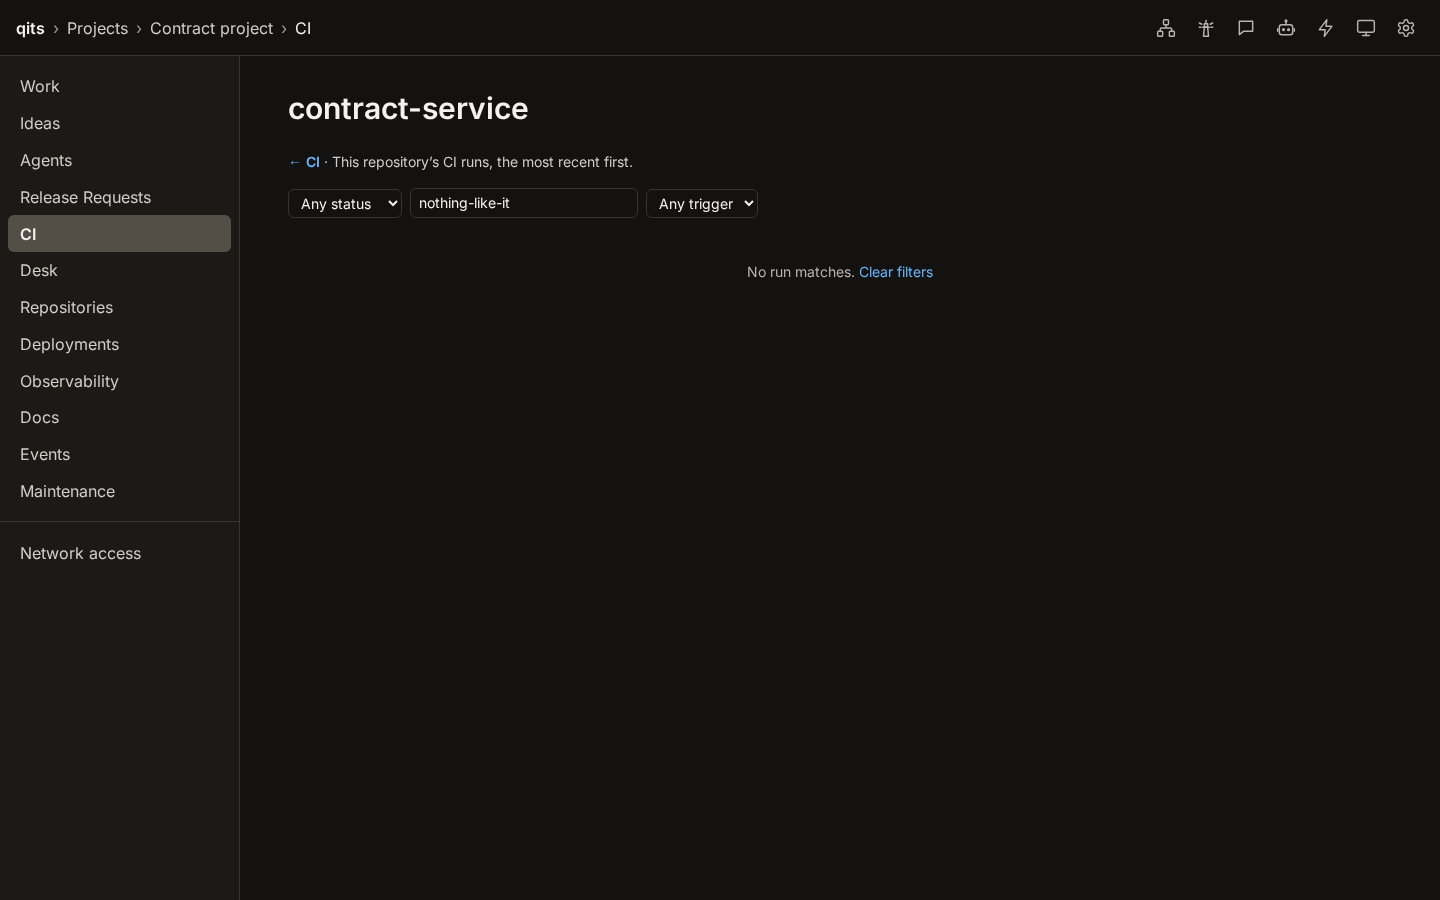 qits › Projects › Contract project › CI
Work
Ideas
Agents
Release Requests
CI
Desk
Repositories
Deployments
Observability
Docs
Events
Maintenance
Network access
contract-service
← CI · This repository’s CI runs, the most recent first.
Any status nothing-like-it Any trigger
No run matches. Clear filters